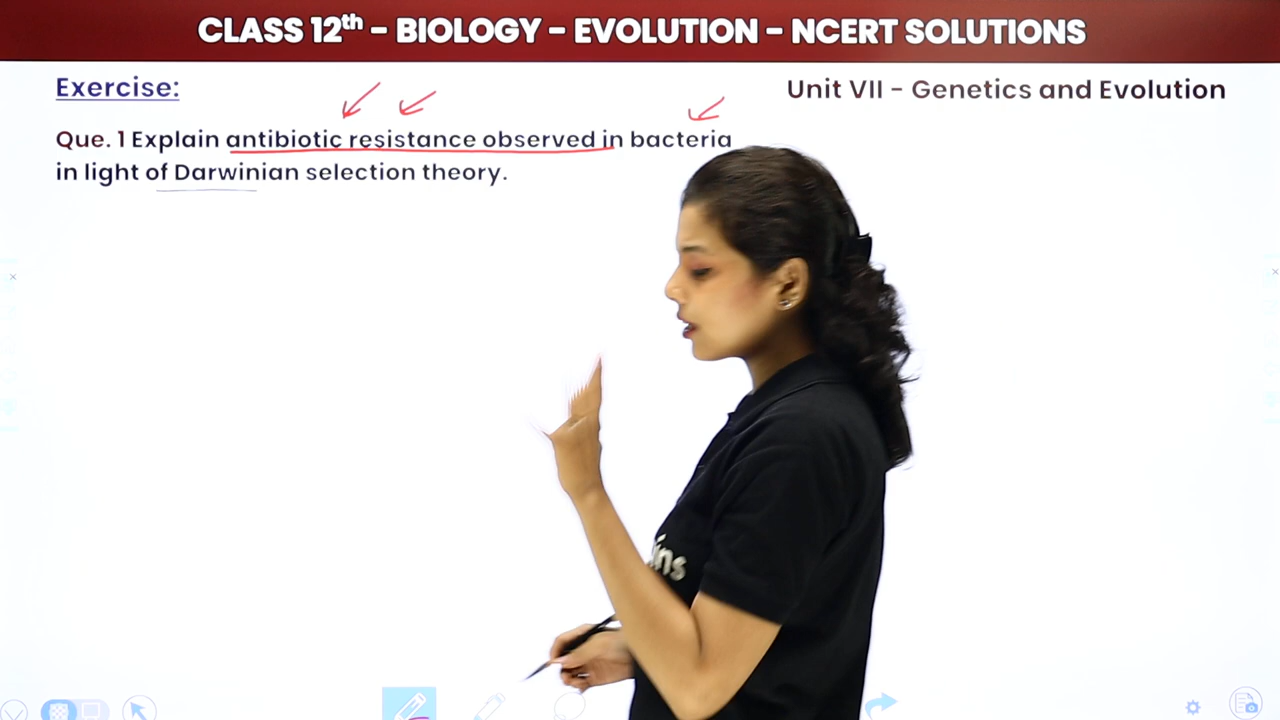 CLASS 12th – BIOLOGY – EVOLUTION – NCERT SOLUTIONS
Exercise:
Unit VII - Genetics and Evolution
Que. 1 Explain antibiotic resistance observed in bacteria
in light of Darwinian selection theory.